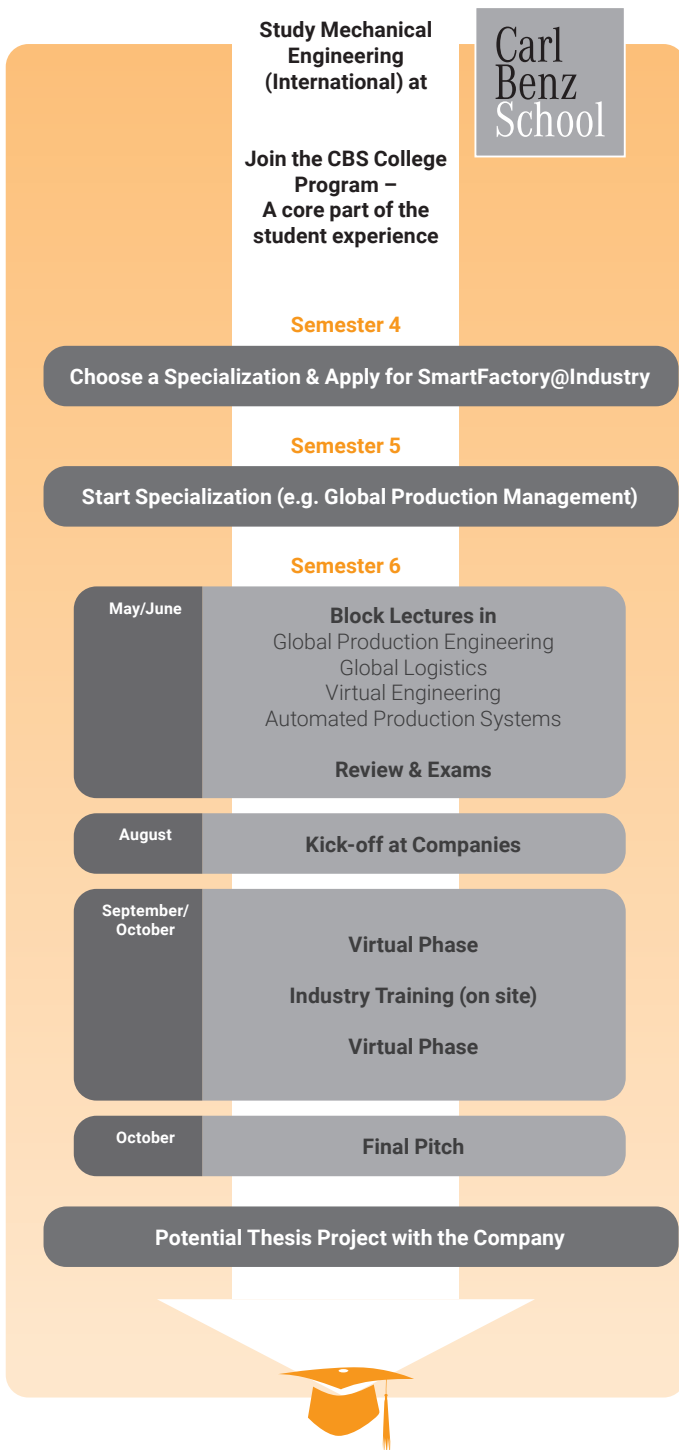 Study Mechanical
Engineering
(International) at
Carl
Benz
School
Join the CBS College
Program –
A core part of the
student experience
Semester 4
Choose a Specialization & Apply for SmartFactory@Industry
Semester 5
Start Specialization (e.g. Global Production Management)
Semester 6
May/June
Block Lectures in
Global Production Engineering
Global Logistics
Virtual Engineering
Automated Production Systems
Review & Exams
August
Kick-off at Companies
September/
October
Virtual Phase
Industry Training (on site)
Virtual Phase
October
Final Pitch
Potential Thesis Project with the Company